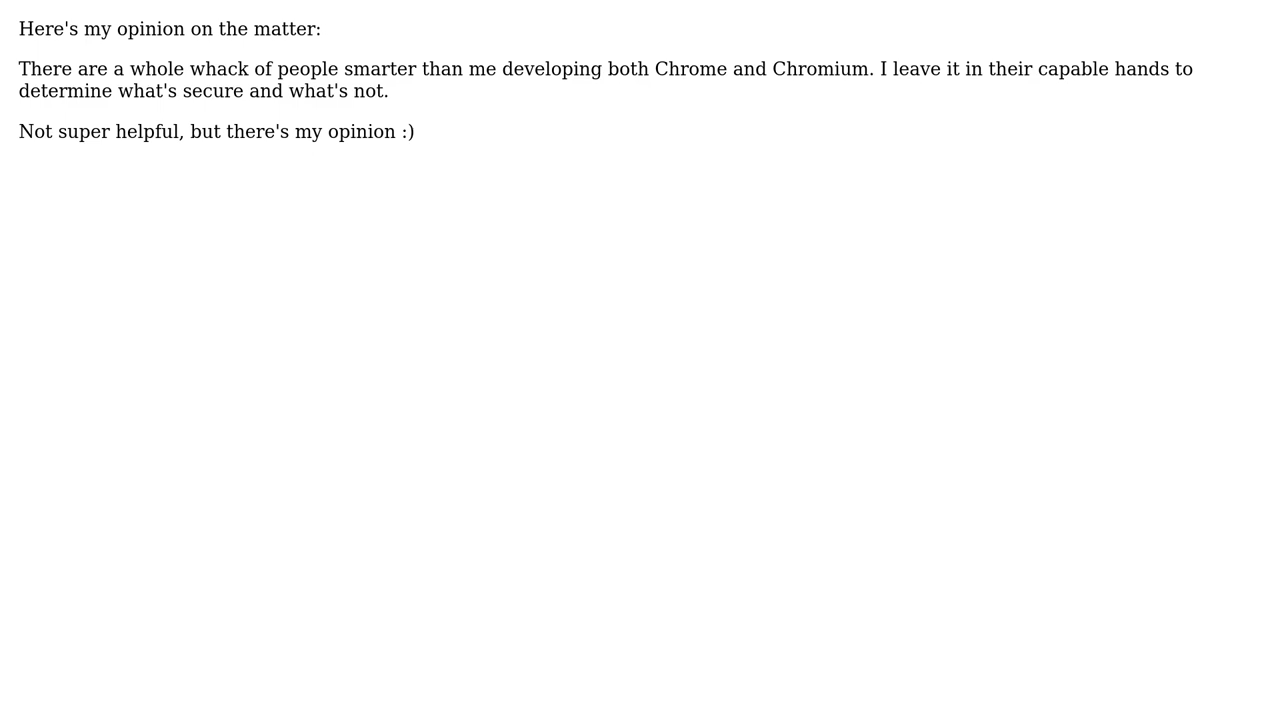 Here's my opinion on the matter:
There are a whole whack of people smarter than me developing both Chrome and Chromium. I leave it in their capable hands to
determine what's secure and what's not.
Not super helpful, but there's my opinion :)